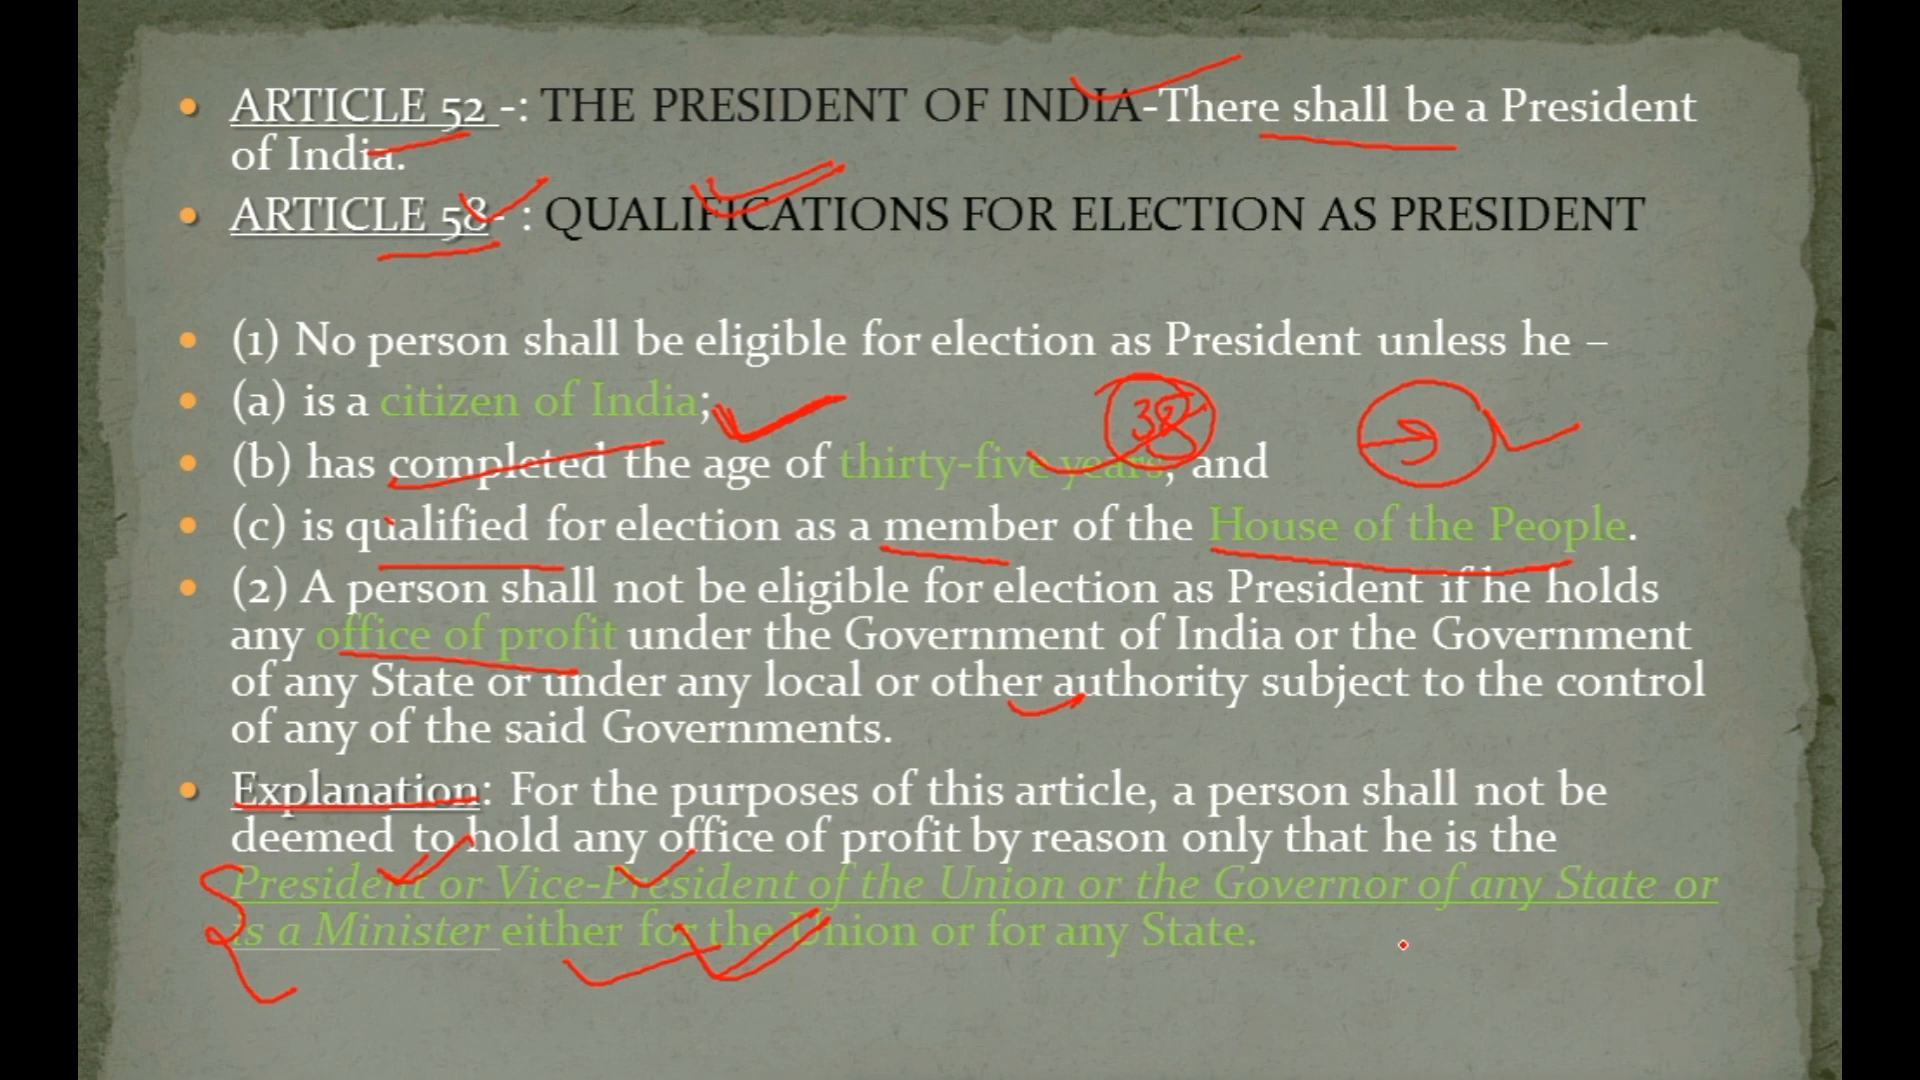 ARTICLE 52 -: THE PRESIDENT OF INDIA-There shall be a President
of India.
ARTICLE 58- : QUALIFICATIONS FOR ELECTION AS PRESIDENT
(1) No person shall be eligible for election as President unless he –
(a) is a citizen of India;
(b) has completed the age of thirty-five years, and
(c) is qualified for election as a member of the House of the People.
(2) A person shall not be eligible for election as President if he holds
any office of profit under the Government of India or the Government
of any State or under any local or other authority subject to the control
of any of the said Governments.
Explanation: For the purposes of this article, a person shall not be
deemed to hold any office of profit by reason only that he is the
President or Vice-President of the Union or the Governor of any State or
is a Minister either for the Union or for any State.